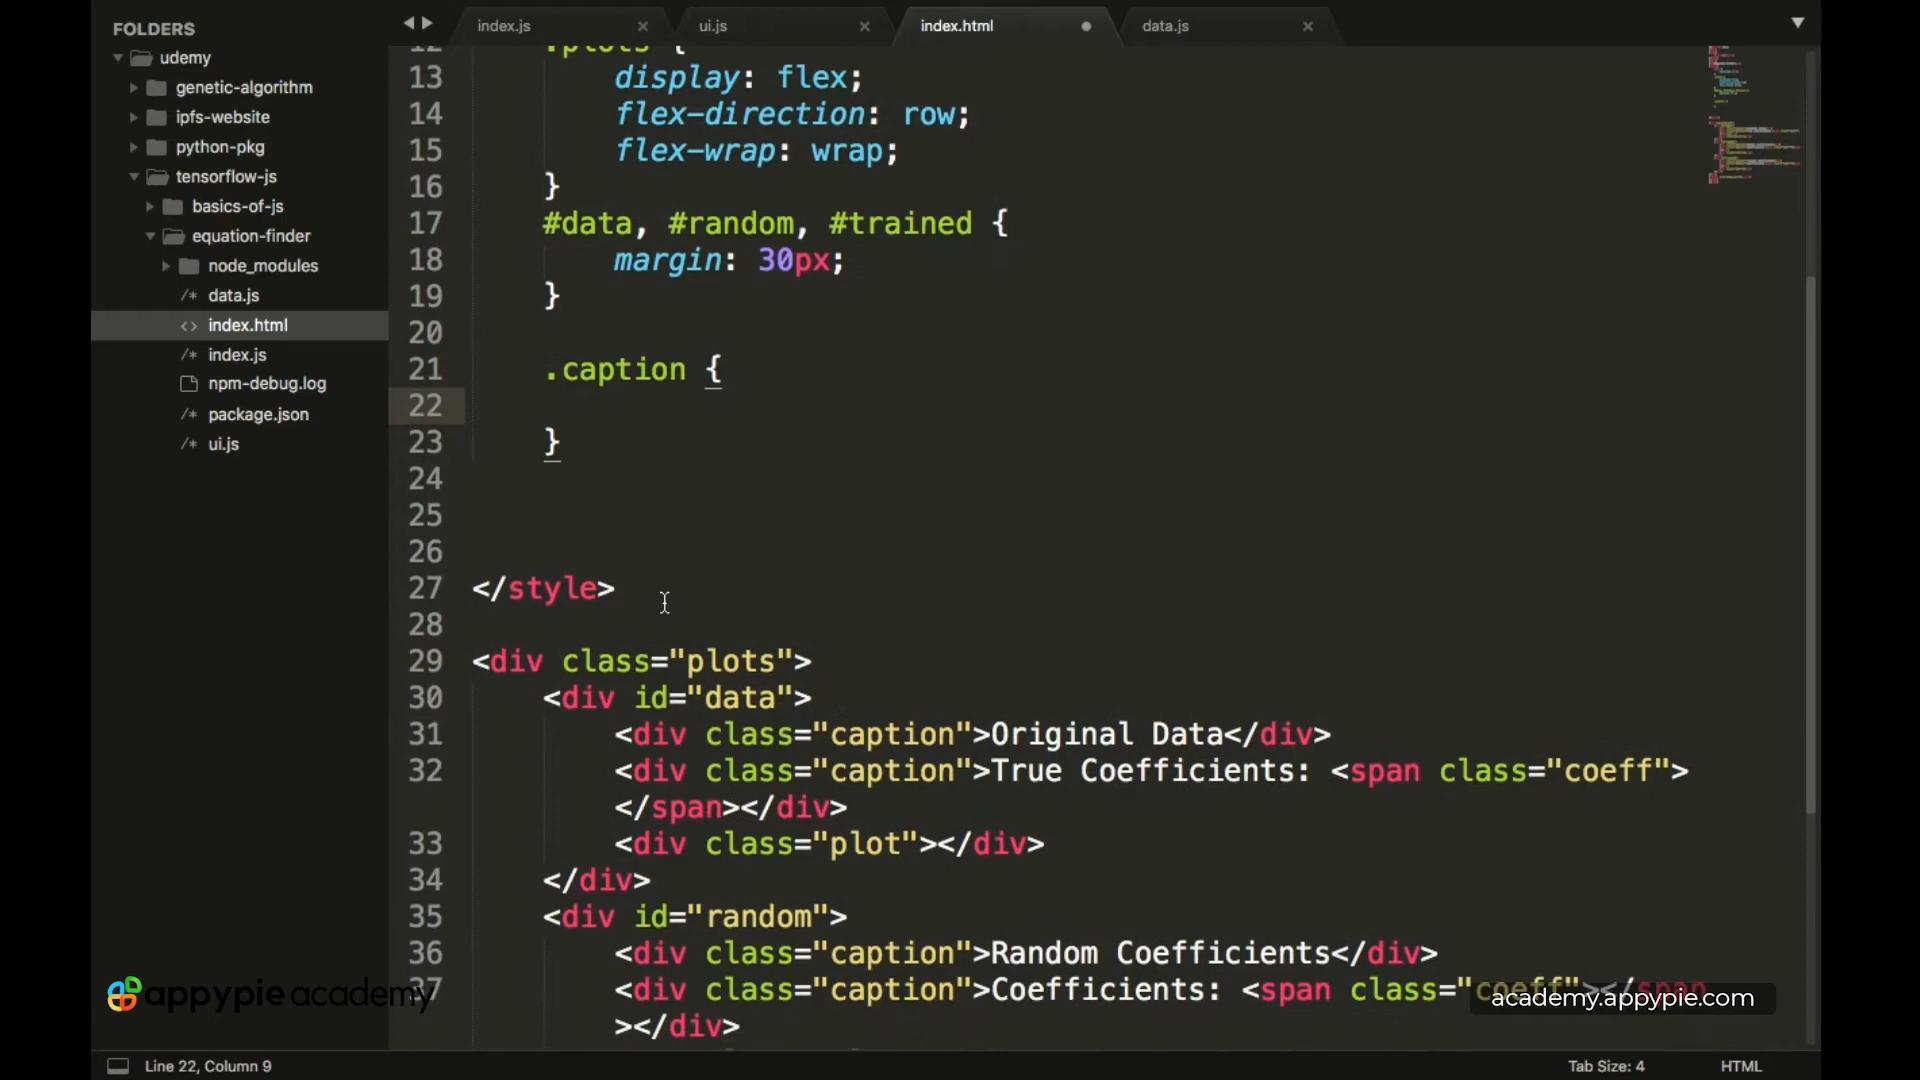 FOLDERS
udemy
genetic-algorithm
ipfs-website
python-pkg
tensorflow-js
basics-of-js
equation-finder
node_modules
/* data.js
<> index.html
/* index.js
npm-debug.log
/* package.json
/* ui.js
index.js ×
ui.js ×
index.html
data.js ×
12 .plots {
13 display: flex;
14 flex-direction: row;
15 flex-wrap: wrap;
16 }
17 #data, #random, #trained {
18 margin: 30px;
19 }
20
21 .caption {
22
23 }
24
25
26
27 </style>
28
29 <div class="plots">
30 <div id="data">
31 <div class="caption">Original Data</div>
32 <div class="caption">True Coefficients: <span class="coeff">
</span></div>
33 <div class="plot"></div>
34 </div>
35 <div id="random">
36 <div class="caption">Random Coefficients</div>
37 <div class="caption">Coefficients: <span class="coeff"></span
></div>
appypie academy
academy.appypie.com
Line 22, Column 9
Tab Size: 4
HTML